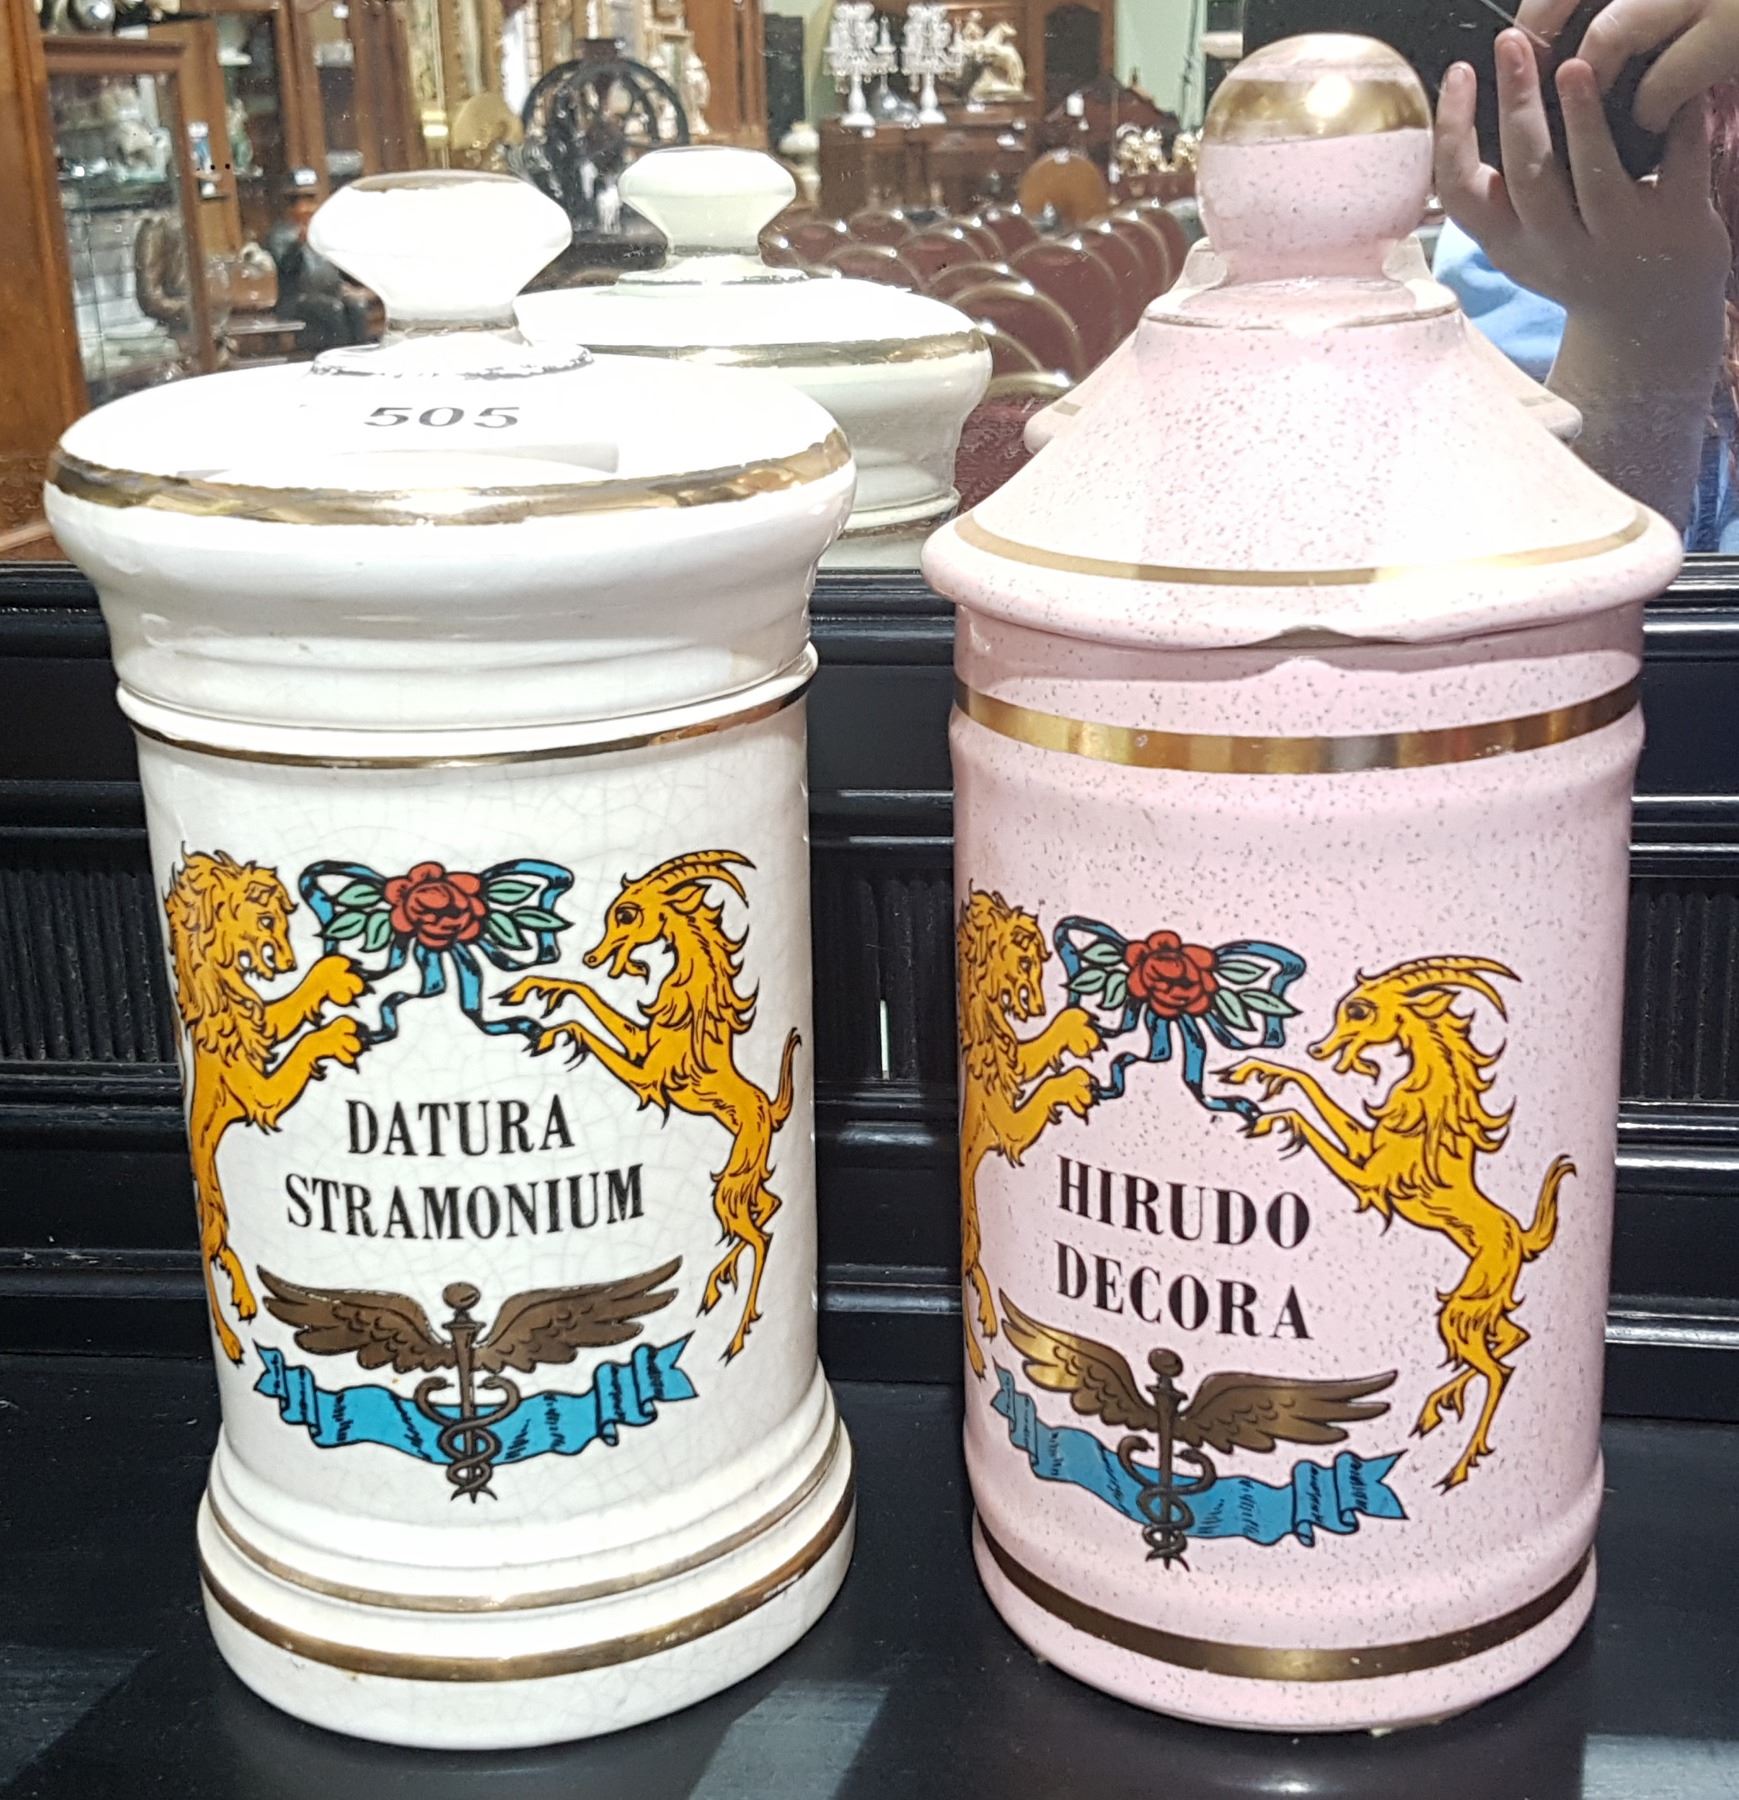 505
DATURA
STRAMONIUM
HIRUDO
DECORA